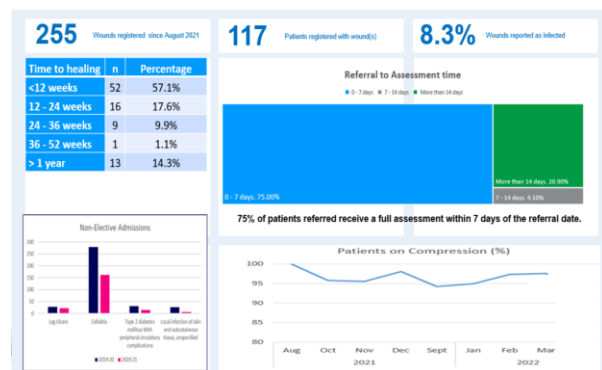 255 Wounds registered since August 2021
117 Patients registered with wound(s)
8.3% Wounds reported as infected
Time to healing n Percentage
<12 weeks 52 57.1%
12 - 24 weeks 16 17.6%
24 - 36 weeks 9 9.9%
36 - 52 weeks 1 1.1%
> 1 year 13 14.3%
Referral to Assessment time
0 - 7 days 7 - 14 days More than 14 days
More than 14 days. 20.90%
0 - 7 days. 75.00%
7 - 14 days. 4.10%
75% of patients referred receive a full assessment within 7 days of the referral date.
Non-Elective Admissions
300
250
200
150
100
50
0
Leg Ulcers Cellulitis Type 2 diabetes Local infection of skin
mellitus With and subcutaneous
peripheral circulatory tissue, unspecified
complications
2019-20 2020-21
Patients on Compression (%)
100
95
90
85
80
Aug Oct Nov Dec Sept Jan Feb Mar
2021 2022